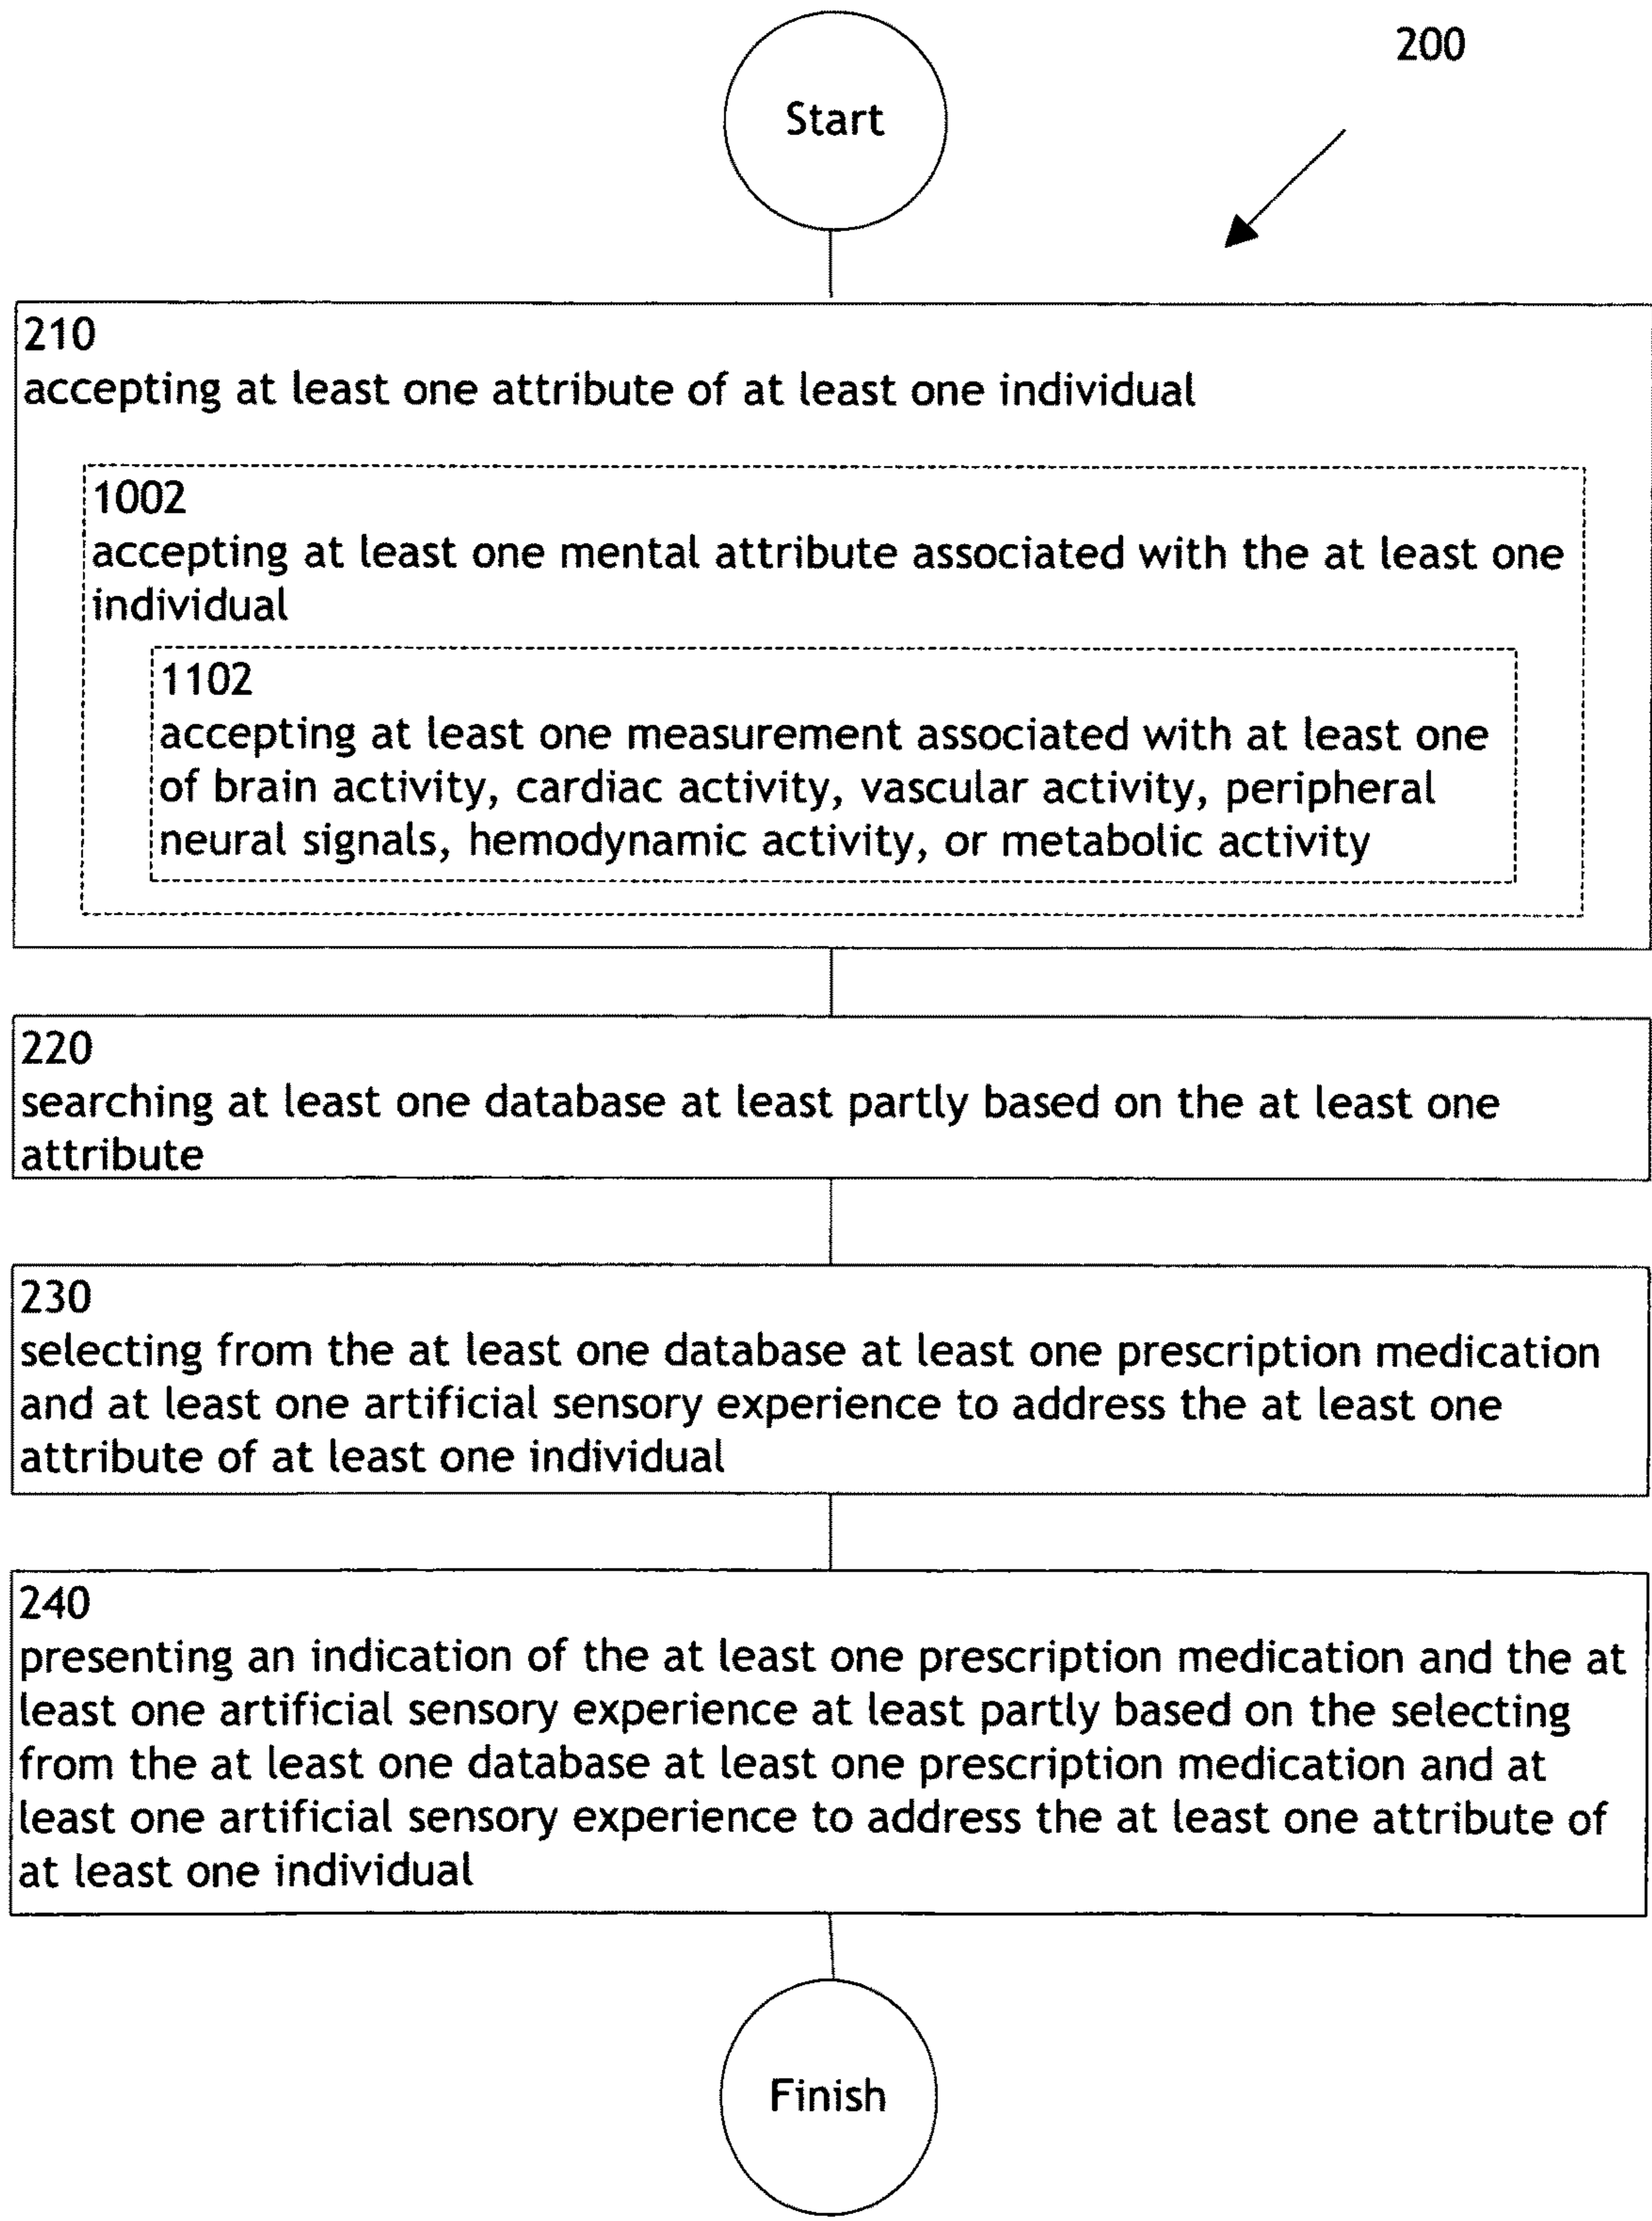 200
Start
210
accepting at least one attribute of at least one individual
1002
accepting at least one mental attribute associated with the at least one
individual
1102
accepting at least one measurement associated with at least one
of brain activity, cardiac activity, vascular activity, peripheral
neural signals, hemodynamic activity, or metabolic activity
220
searching at least one database at least partly based on the at least one
attribute
230
selecting from the at least one database at least one prescription medication
and at least one artificial sensory experience to address the at least one
attribute of at least one individual
240
presenting an indication of the at least one prescription medication and the at
least one artificial sensory experience at least partly based on the selecting
from the at least one database at least one prescription medication and at
least one artificial sensory experience to address the at least one attribute of
at least one individual
Finish